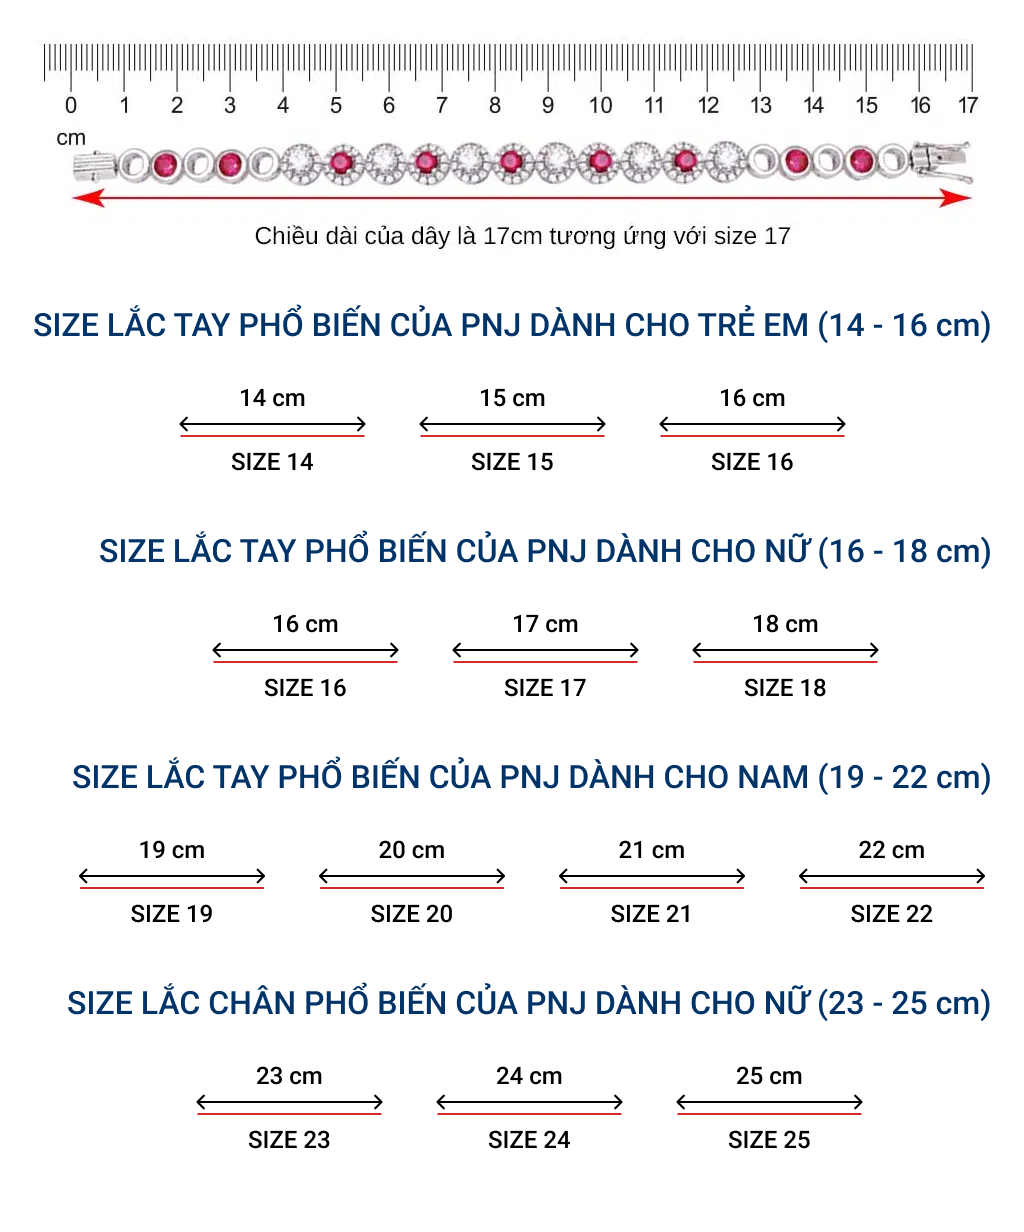 0 1 2 3 4 5 6 7 8 9 10 11 12 13 14 15 16 17
cm
Chiều dài của dây là 17cm tương ứng với size 17
SIZE LẮC TAY PHỔ BIẾN CỦA PNJ DÀNH CHO TRẺ EM (14 - 16 cm)
14 cm 15 cm 16 cm
SIZE 14 SIZE 15 SIZE 16
SIZE LẮC TAY PHỔ BIẾN CỦA PNJ DÀNH CHO NỮ (16 - 18 cm)
16 cm 17 cm 18 cm
SIZE 16 SIZE 17 SIZE 18
SIZE LẮC TAY PHỔ BIẾN CỦA PNJ DÀNH CHO NAM (19 - 22 cm)
19 cm 20 cm 21 cm 22 cm
SIZE 19 SIZE 20 SIZE 21 SIZE 22
SIZE LẮC CHÂN PHỔ BIẾN CỦA PNJ DÀNH CHO NỮ (23 - 25 cm)
23 cm 24 cm 25 cm
SIZE 23 SIZE 24 SIZE 25